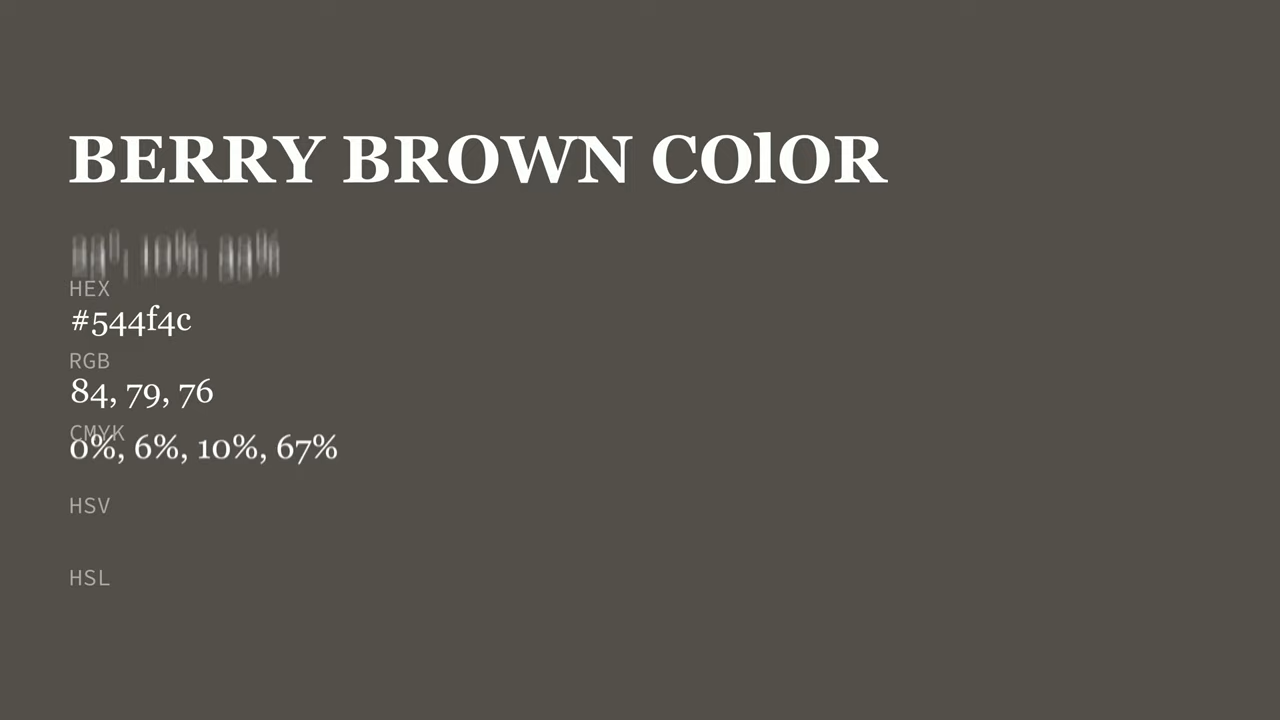 BERRY BROWN COlOR
HEX
#544f4c
RGB
84, 79, 76
CMYK
0%, 6%, 10%, 67%
HSV
HSL